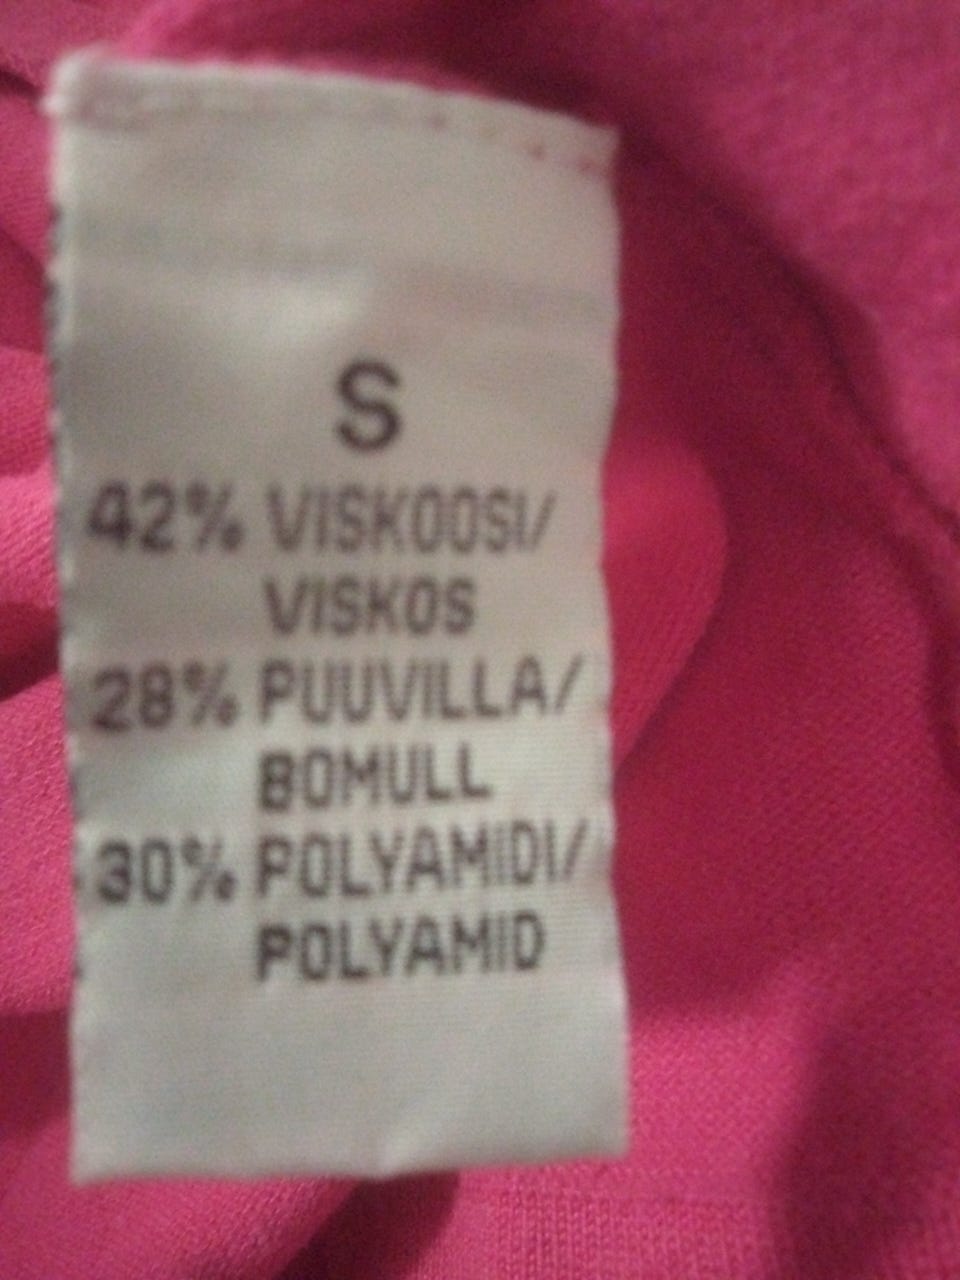 S
42% VISKOOSI/
VISKOS
28% PUUVILLA/
BOMULL
30% POLYAMIDI/
POLYAMID